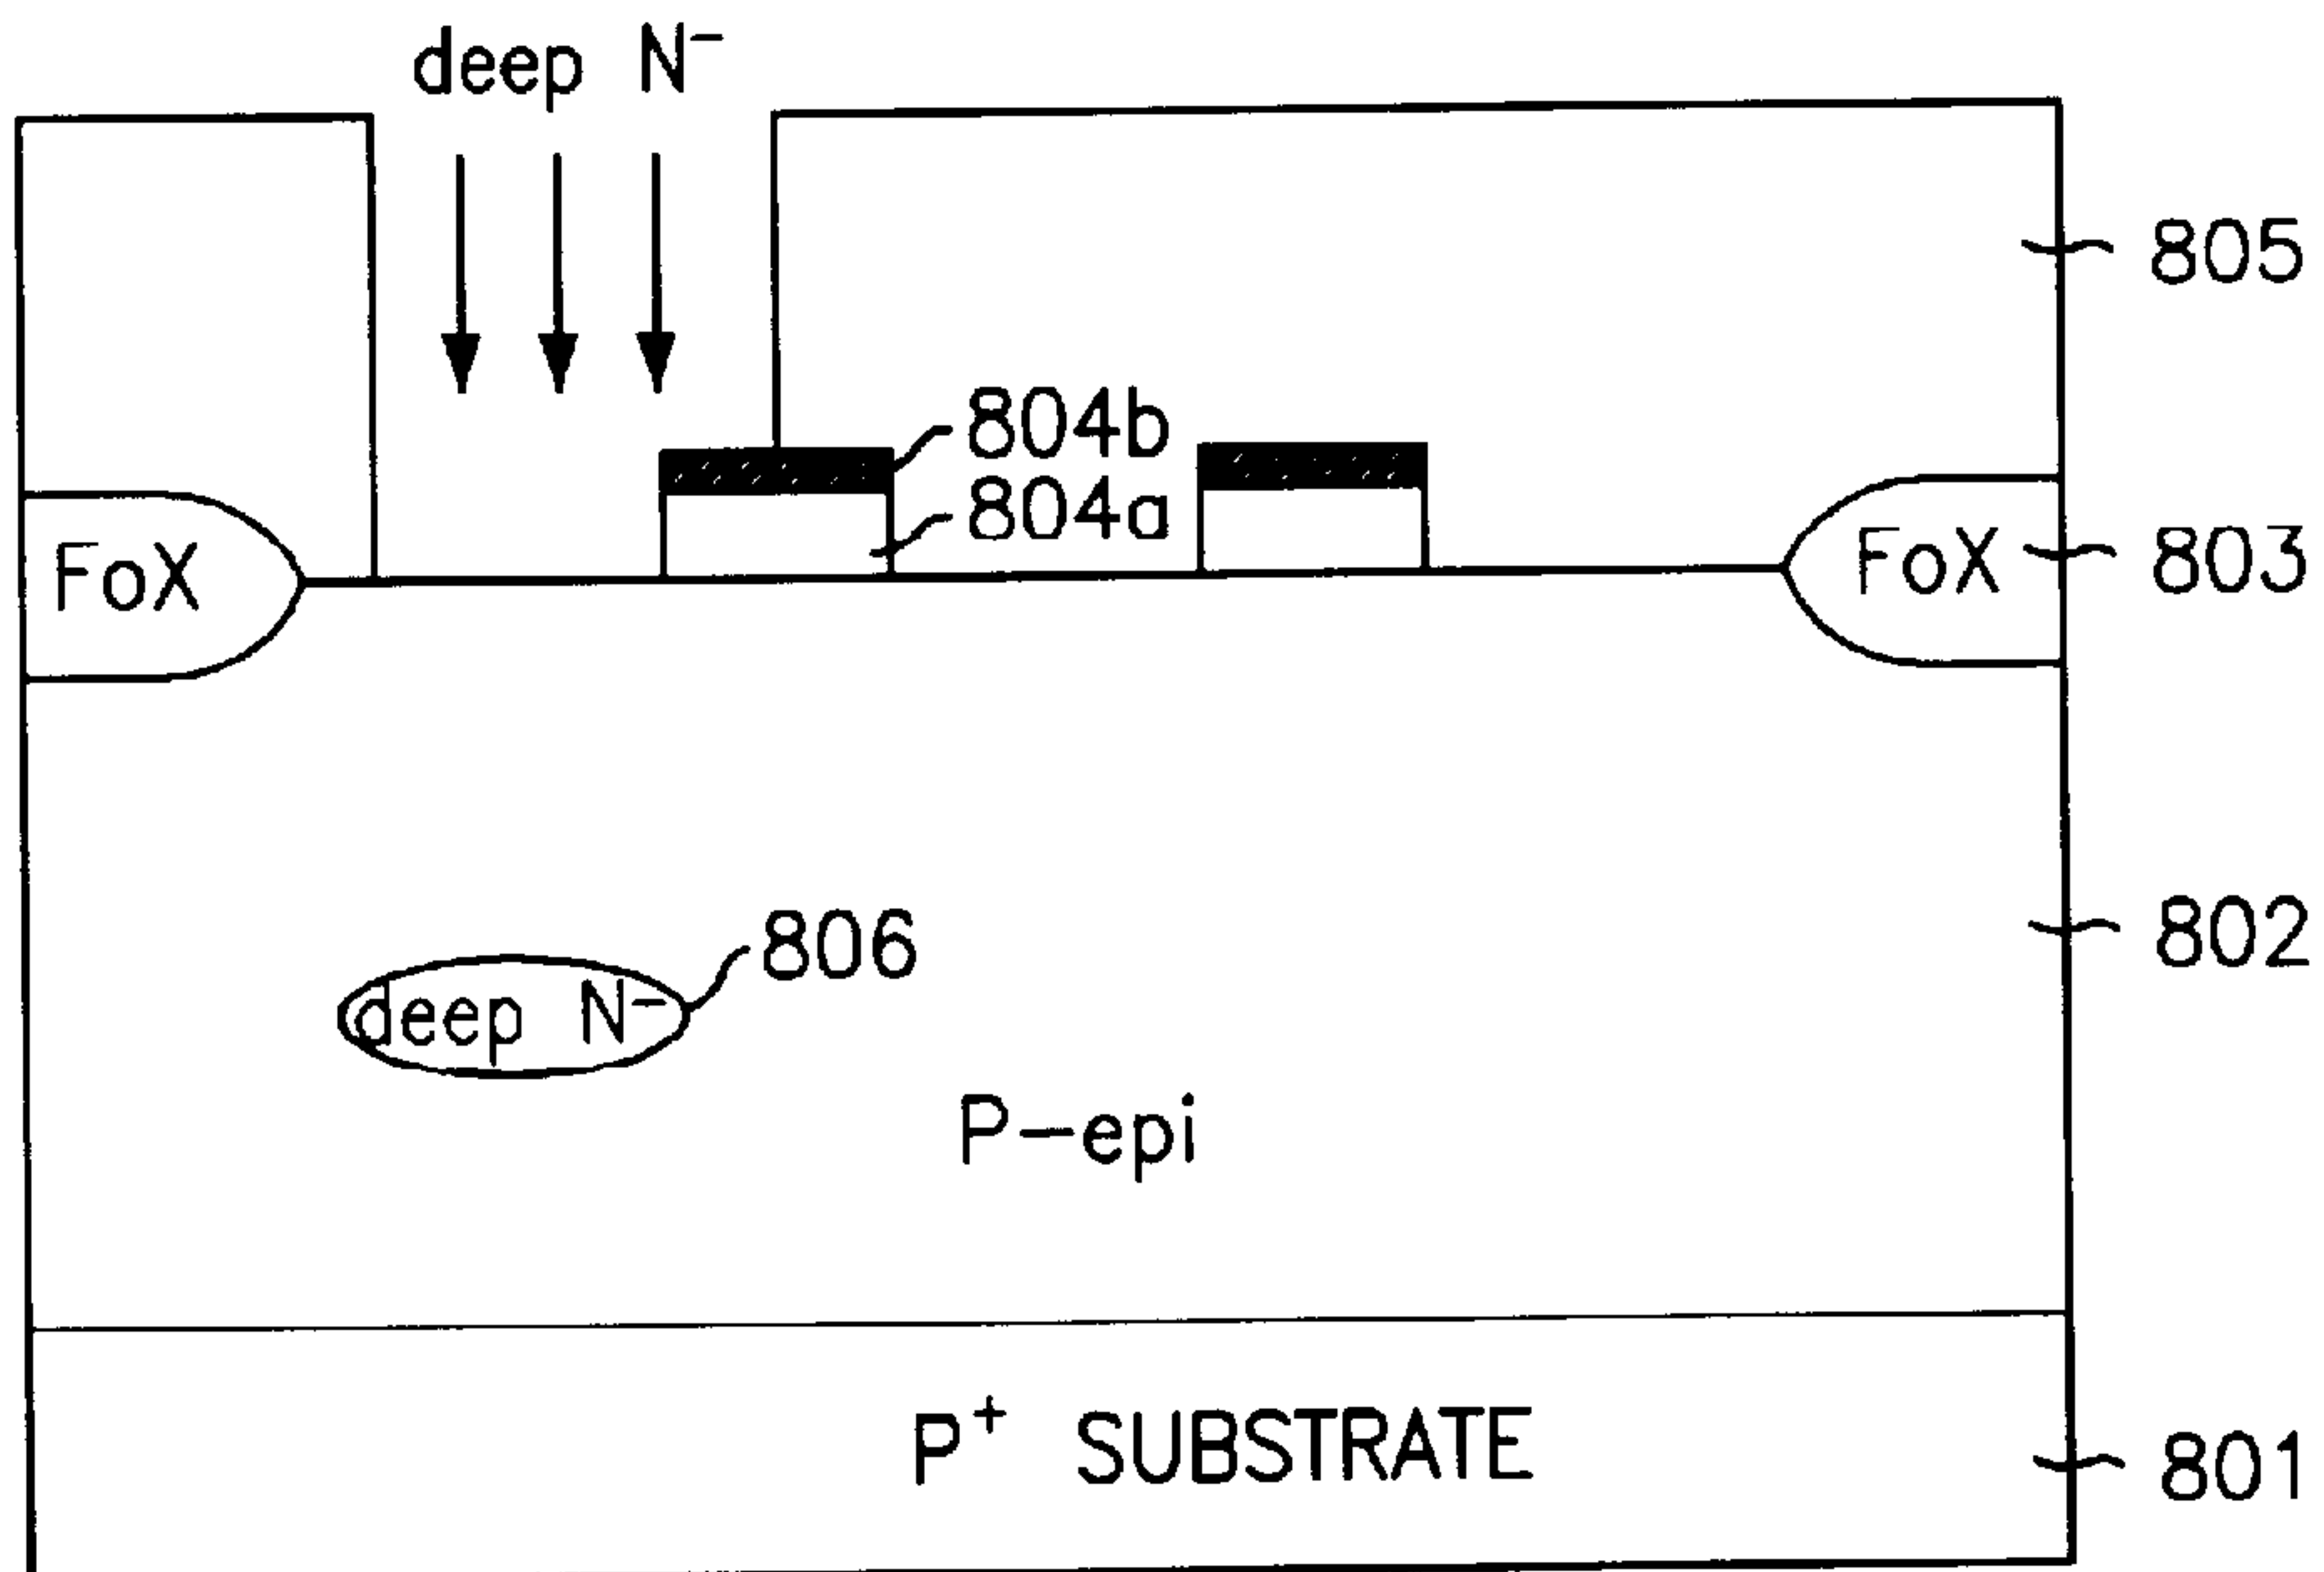 deep N⁻
805
804b
804a
FoX
FoX
803
802
806
deep N⁻
P-epi
P⁺ SUBSTRATE
801